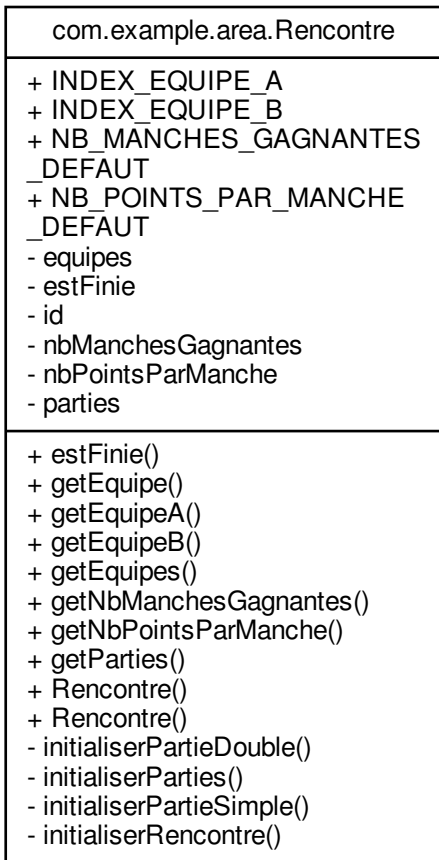 com.example.area.Rencontre
+ INDEX_EQUIPE_A
+ INDEX_EQUIPE_B
+ NB_MANCHES_GAGNANTES
_DEFAUT
+ NB_POINTS_PAR_MANCHE
_DEFAUT
- equipes
- estFinie
- id
- nbManchesGagnantes
- nbPointsParManche
- parties
+ estFinie()
+ getEquipe()
+ getEquipeA()
+ getEquipeB()
+ getEquipes()
+ getNbManchesGagnantes()
+ getNbPointsParManche()
+ getParties()
+ Rencontre()
+ Rencontre()
- initialiserPartieDouble()
- initialiserParties()
- initialiserPartieSimple()
- initialiserRencontre()